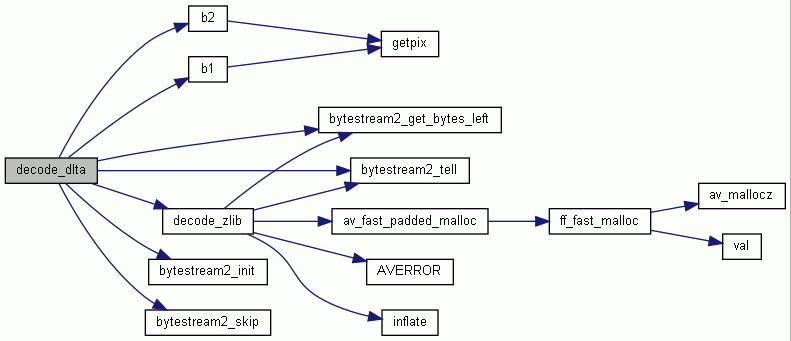 b2
getpix
b1
bytestream2_get_bytes_left
decode_dlta
bytestream2_tell
av_mallocz
decode_zlib
av_fast_padded_malloc
ff_fast_malloc
val
bytestream2_init
AVERROR
bytestream2_skip
inflate